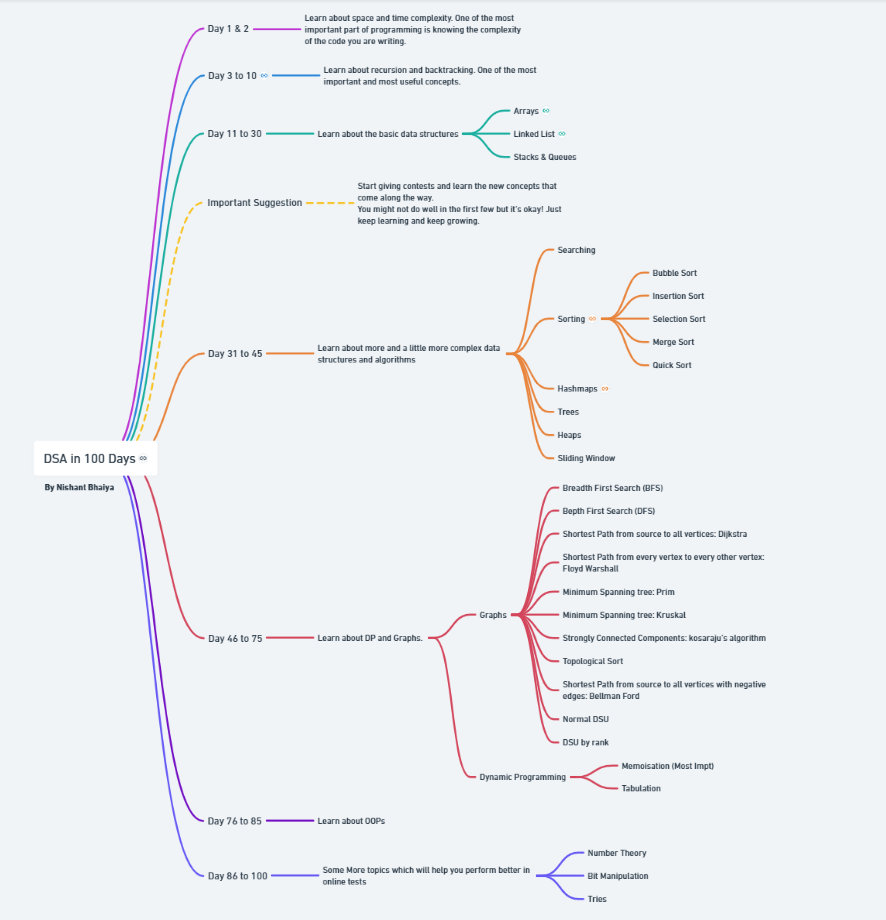 Day 1 & 2
Learn about space and time complexity. One of the most
important part of programming is knowing the complexity
of the code you are writing.
Day 3 to 10
Learn about recursion and backtracking. One of the most
important and most useful concepts.
Day 11 to 30
Learn about the basic data structures
Arrays
Linked List
Stacks & Queues
Important Suggestion
Start giving contests and learn the new concepts that
come along the way.
You might not do well in the first few but it's okay! Just
keep learning and keep growing.
Day 31 to 45
Learn about more and a little more complex data
structures and algorithms
Searching
Sorting
Bubble Sort
Insertion Sort
Selection Sort
Merge Sort
Quick Sort
Hashmaps
Trees
Heaps
Sliding Window
DSA in 100 Days
By Nishant Bhaiya
Day 46 to 75
Learn about DP and Graphs.
Graphs
Breadth First Search (BFS)
Bepth First Search (DFS)
Shortest Path from source to all vertices: Dijkstra
Shortest Path from every vertex to every other vertex:
Floyd Warshall
Minimum Spanning tree: Prim
Minimum Spanning tree: Kruskal
Strongly Connected Components: kosaraju's algorithm
Topological Sort
Shortest Path from source to all vertices with negative
edges: Bellman Ford
Normal DSU
DSU by rank
Dynamic Programming
Memoisation (Most Impt)
Tabulation
Day 76 to 85
Learn about OOPs
Day 86 to 100
Some More topics which will help you perform better in
online tests
Number Theory
Bit Manipulation
Tries